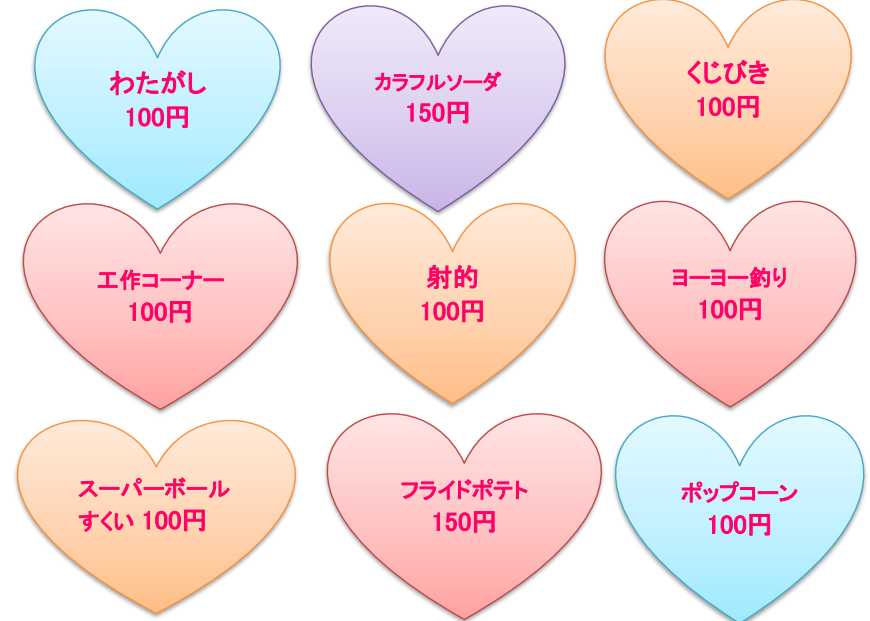 わたがし
100円
カラフルソーダ
150円
くじびき
100円
工作コーナー
100円
射的
100円
ヨーヨー釣り
100円
スーパーボール
すくい 100円
フライドポテト
150円
ポップコーン
100円